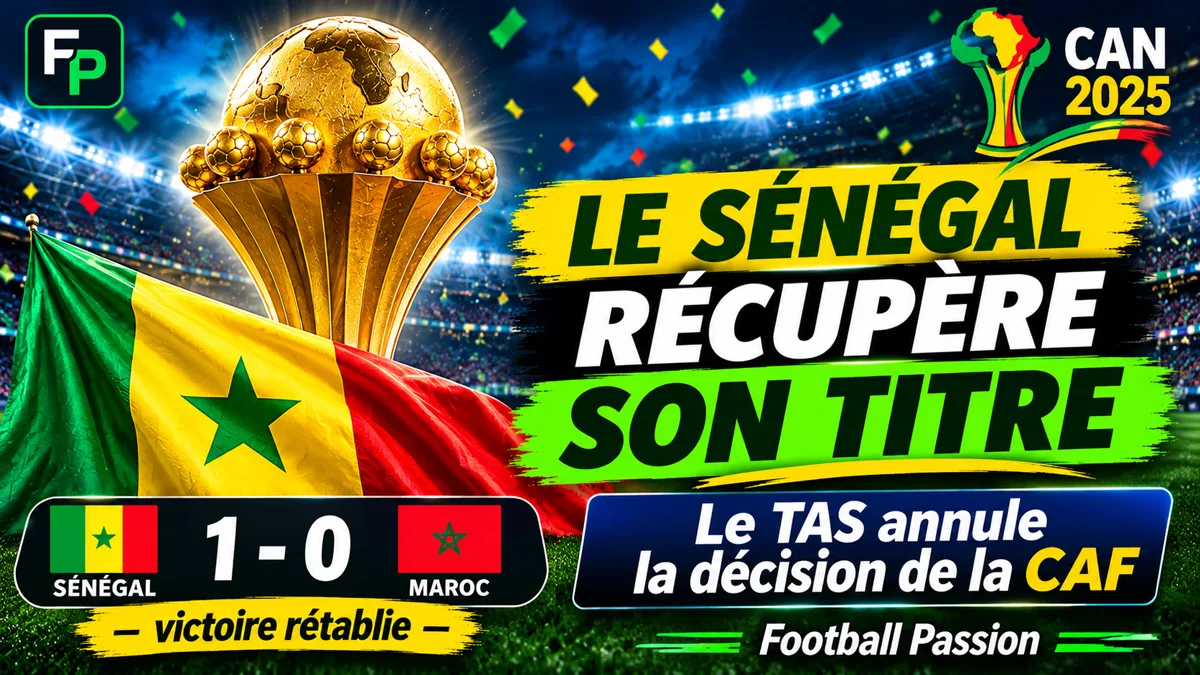 FP
CAN
2025
LE SÉNÉGAL
RÉCUPÈRE
SON TITRE
1 - 0
SÉNÉGAL
MAROC
— victoire rétablie —
Le TAS annule
la décision de la CAF
Football Passion